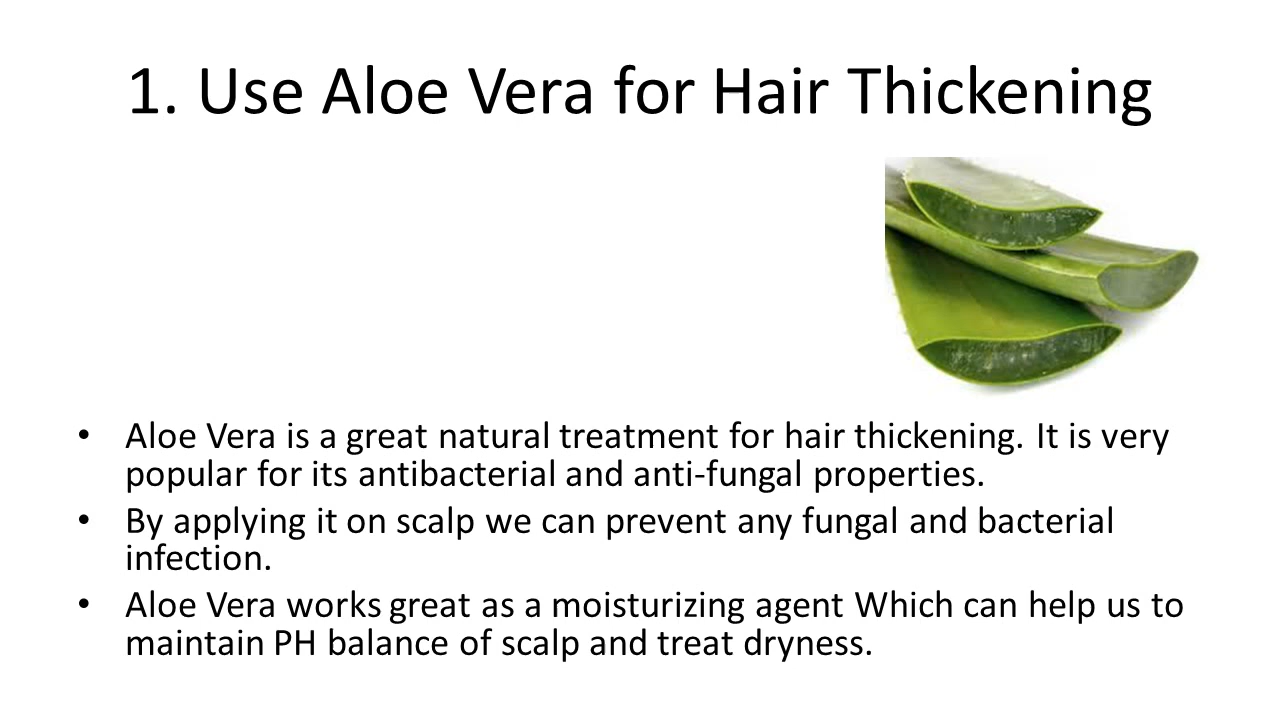 1. Use Aloe Vera for Hair Thickening
• Aloe Vera is a great natural treatment for hair thickening. It is very
popular for its antibacterial and anti-fungal properties.
• By applying it on scalp we can prevent any fungal and bacterial
infection.
• Aloe Vera works great as a moisturizing agent Which can help us to
maintain PH balance of scalp and treat dryness.